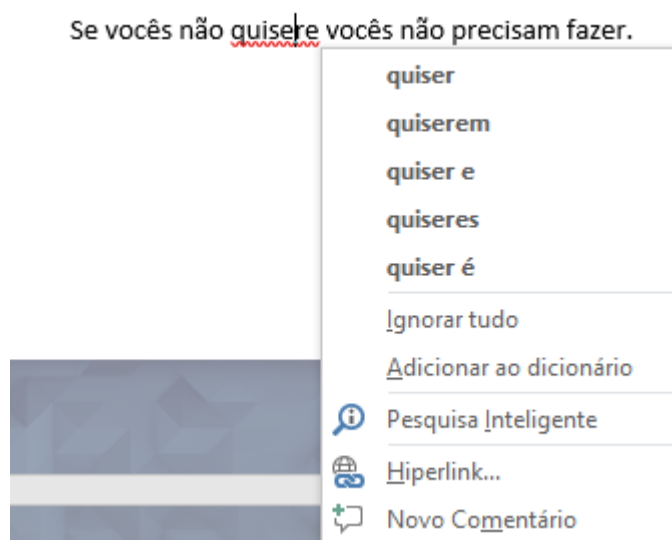 Se vocês não quisere vocês não precisam fazer.
quiser
quiserem
quiser e
quiseres
quiser é
Ignorar tudo
Adicionar ao dicionário
Pesquisa Inteligente
Hiperlink...
Novo Comentário